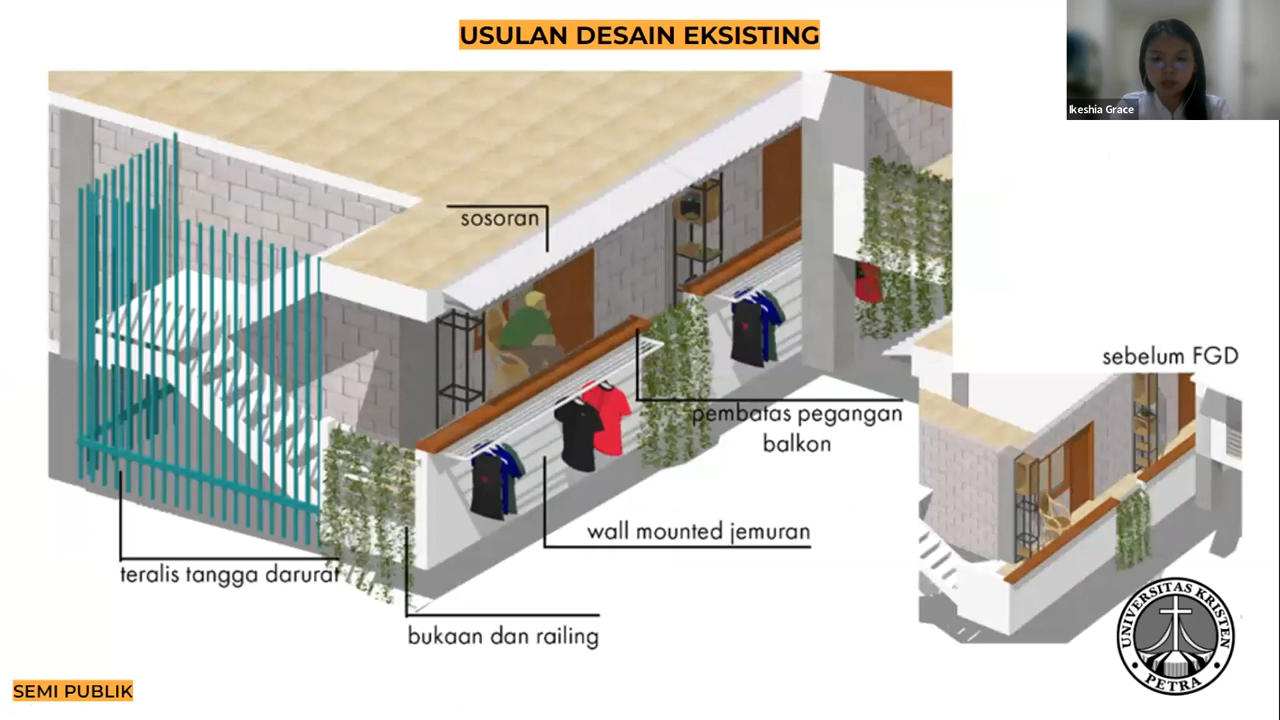 USULAN DESAIN EKSISTING
Ikeshia Grace
sosoran
sebelum FGD
pembatas pegangan
balkon
wall mounted jemuran
teralis tangga darurat
bukaan dan railing
UNIVERSITAS KRISTEN
PETRA
SEMI PUBLIK